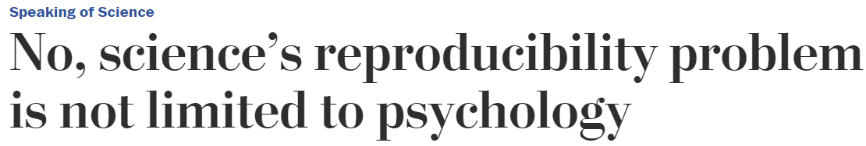 Speaking of Science
No, science’s reproducibility problem
is not limited to psychology